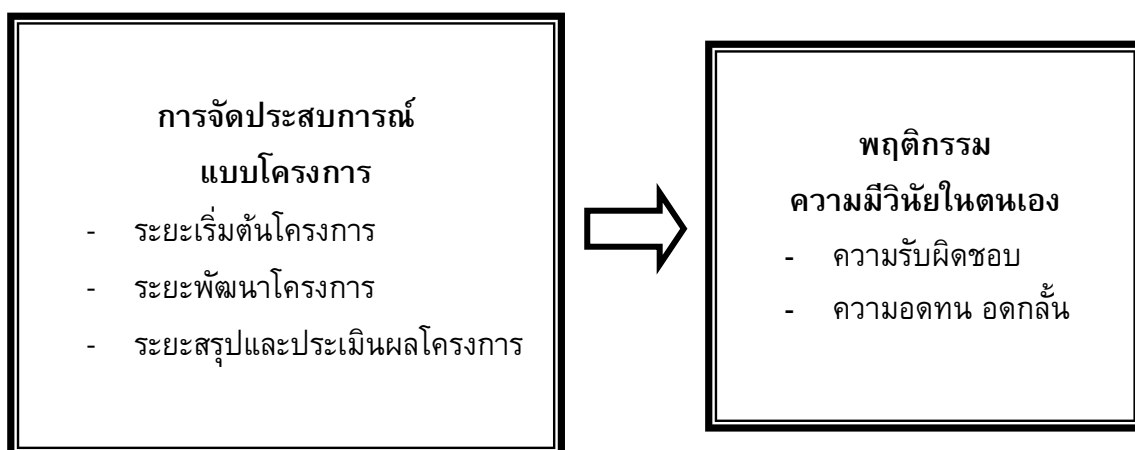 การจัดประสบการณ์
แบบโครงการ
- ระยะเริ่มต้นโครงการ
- ระยะพัฒนาโครงการ
- ระยะสรุปและประเมินผลโครงการ
พฤติกรรม
ความมีวินัยในตนเอง
- ความรับผิดชอบ
- ความอดทน อดกลั้น